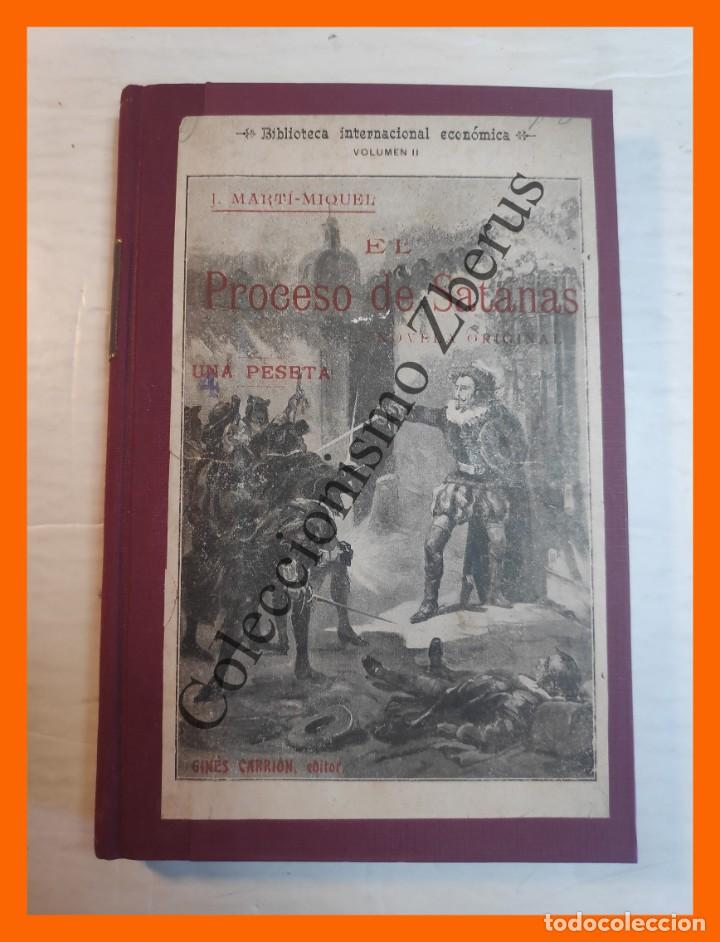 Biblioteca internacional económica
VOLUMEN II
J. MARTÍ-MIQUEL
EL
Proceso de Satanas
NOVELA ORIGINAL
UNA PESETA
GINÉS CARRIÓN, editor.
Coleccionismo Zberus
todocoleccion